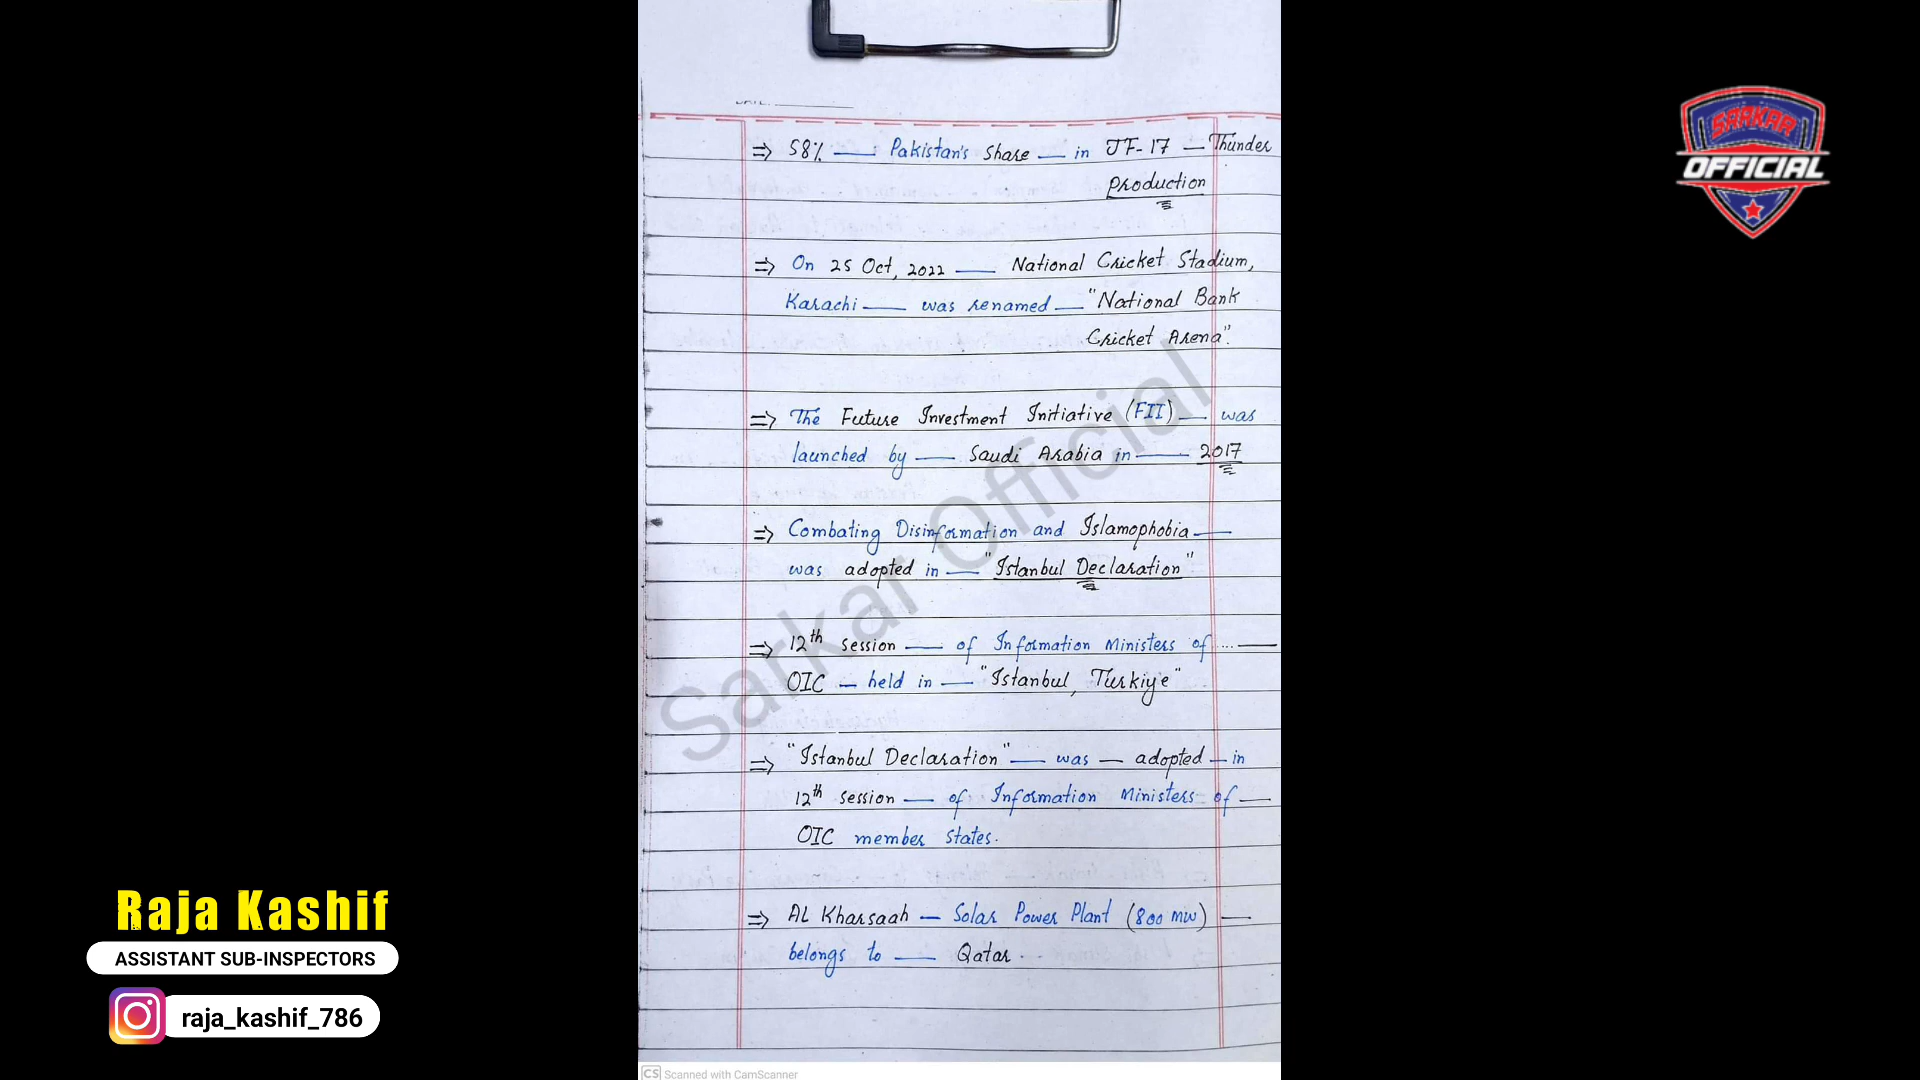 DATE:
⇒ 58% — Pakistan's Share — in JF-17 — Thunder
Production
⇒ On 25 Oct, 2022 — National Cricket Stadium,
Karachi — was renamed — "National Bank
Cricket Arena".
⇒ The Future Investment Initiative (FII) — was
launched by — Saudi Arabia in — 2017
⇒ Combating Disinformation and Islamophobia —
was adopted in — "Istanbul Declaration"
⇒ 12th session — of Information Ministers of ... —
OIC — held in — "Istanbul, Turkiye"
⇒ "Istanbul Declaration" — was — adopted — in
12th session — of Information Ministers of —
OIC member states.
⇒ AL Kharsaah — Solar Power Plant (800 MW) —
belongs to — Qatar.
Sarkar Official
CS Scanned with CamScanner
SARKAR
OFFICIAL
Raja Kashif
ASSISTANT SUB-INSPECTORS
raja_kashif_786